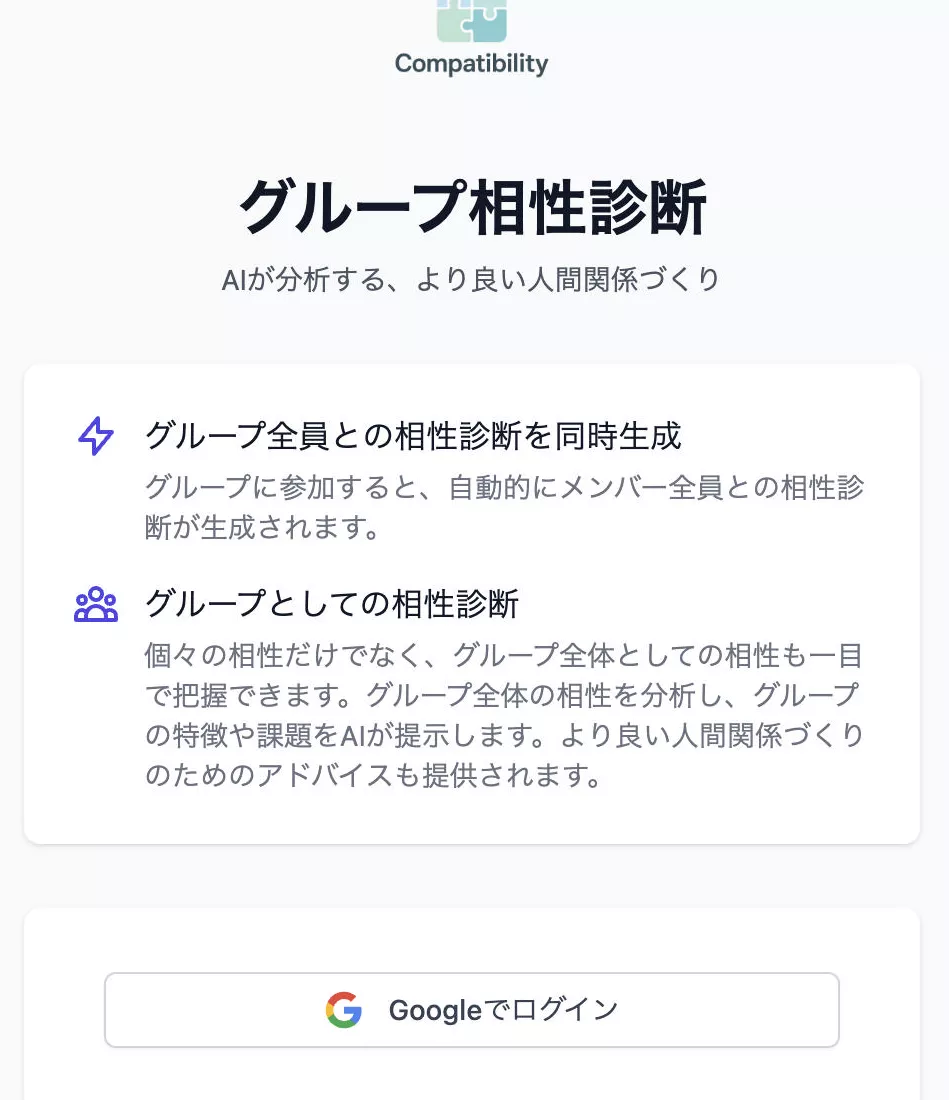 Compatibility
グループ相性診断
AIが分析する、より良い人間関係づくり
グループ全員との相性診断を同時生成
グループに参加すると、自動的にメンバー全員との相性診
断が生成されます。
グループとしての相性診断
個々の相性だけでなく、グループ全体としての相性も一目
で把握できます。グループ全体の相性を分析し、グループ
の特徴や課題をAIが提示します。より良い人間関係づくり
のためのアドバイスも提供されます。
Googleでログイン